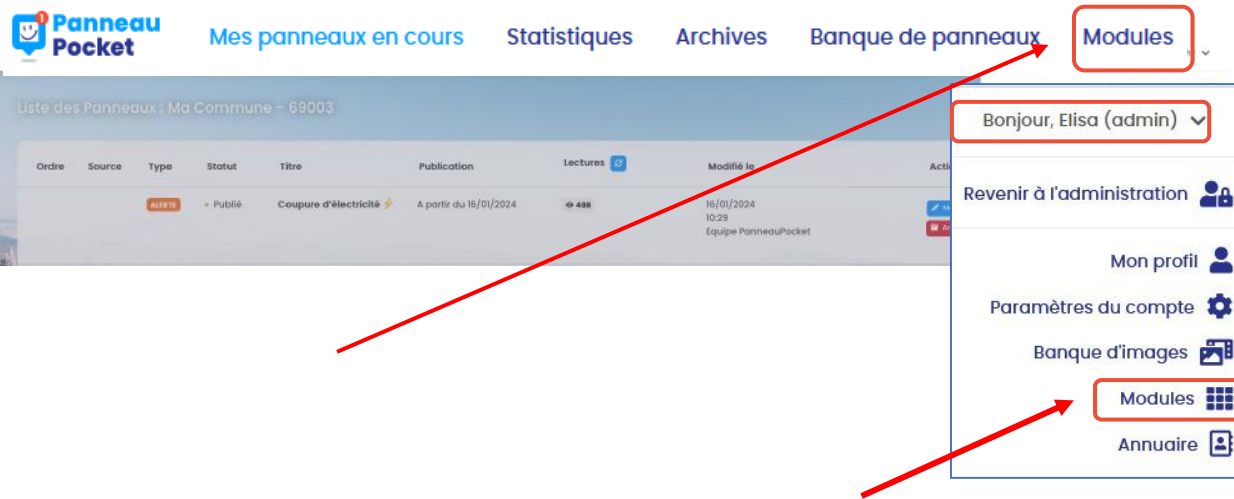 1
Panneau
Pocket
Mes panneaux en cours
Statistiques
Archives
Banque de panneaux
Modules
Liste des Panneaux : Ma Commune - 69003
Ordre
Source
Type
Statut
Titre
Publication
Lectures
Modifié le
ALERTE
Publié
Coupure d'électricité ⚡
A partir du 16/01/2024
488
16/01/2024
10:29
Equipe PanneauPocket
Bonjour, Elisa (admin)
Revenir à l'administration
Mon profil
Paramètres du compte
Banque d'images
Modules
Annuaire